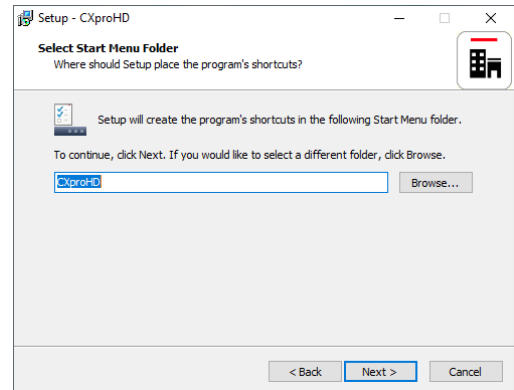 Setup - CXproHD
Select Start Menu Folder
Where should Setup place the program's shortcuts?
Setup will create the program's shortcuts in the following Start Menu folder.
To continue, click Next. If you would like to select a different folder, click Browse.
CXproHD
Browse...
< Back
Next >
Cancel